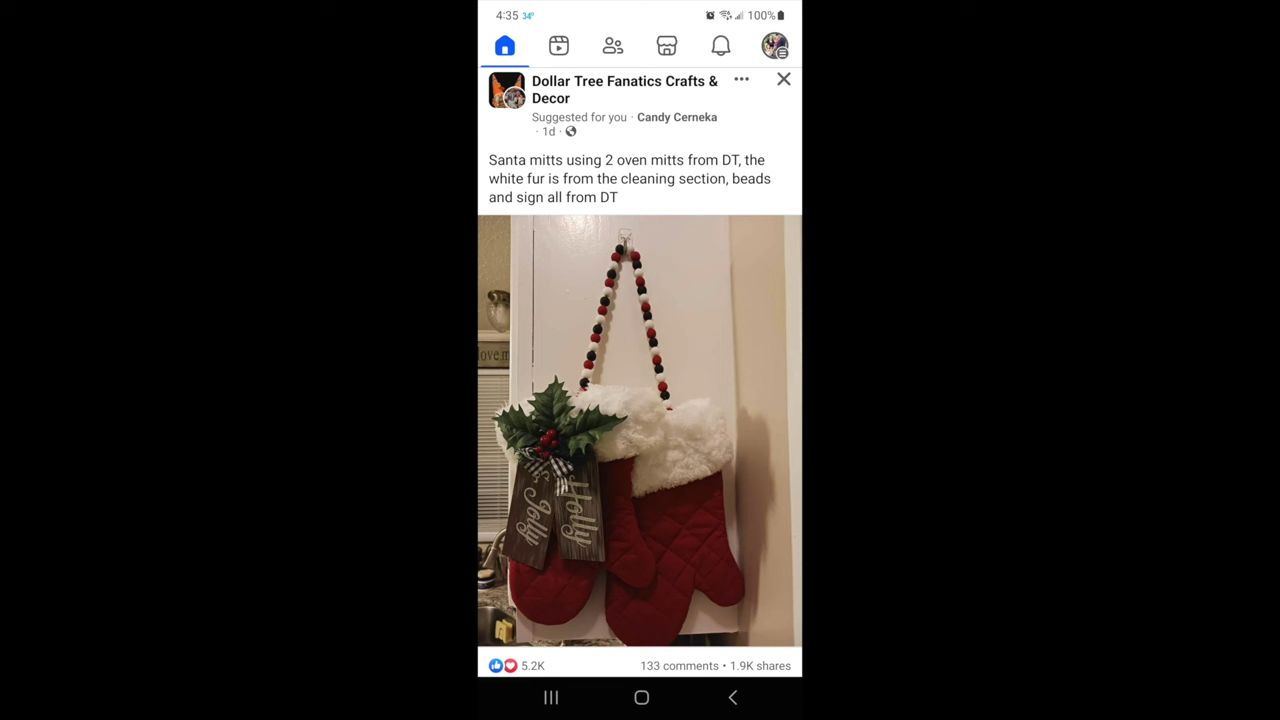 4:35 34°
100%
Dollar Tree Fanatics Crafts &
Decor
Suggested for you · Candy Cerneka
· 1d ·
Santa mitts using 2 oven mitts from DT, the
white fur is from the cleaning section, beads
and sign all from DT
love.m
Jolly
Holly
5.2K
133 comments • 1.9K shares